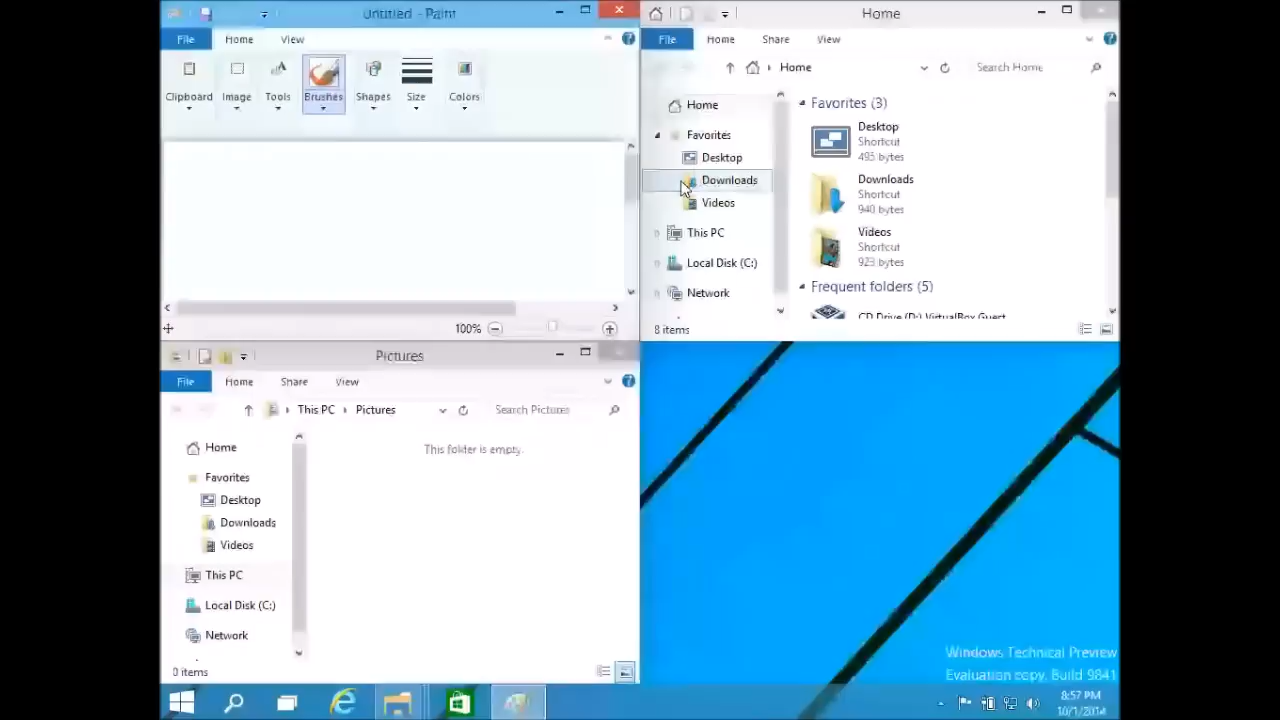 Untitled - Paint
File Home View
Clipboard Image Tools Brushes Shapes Size Colors
100%
Home
File Home Share View
Home Search Home
Home
Favorites
Desktop
Downloads
Videos
This PC
Local Disk (C:)
Network
Favorites (3)
Desktop
Shortcut
495 bytes
Downloads
Shortcut
940 bytes
Videos
Shortcut
923 bytes
Frequent folders (5)
CD Drive (D:) VirtualBox Guest
8 items
Pictures
File Home Share View
This PC Pictures Search Pictures
Home
Favorites
Desktop
Downloads
Videos
This PC
Local Disk (C:)
Network
This folder is empty.
0 items
Windows Technical Preview
Evaluation copy. Build 9841
8:57 PM
10/1/2014